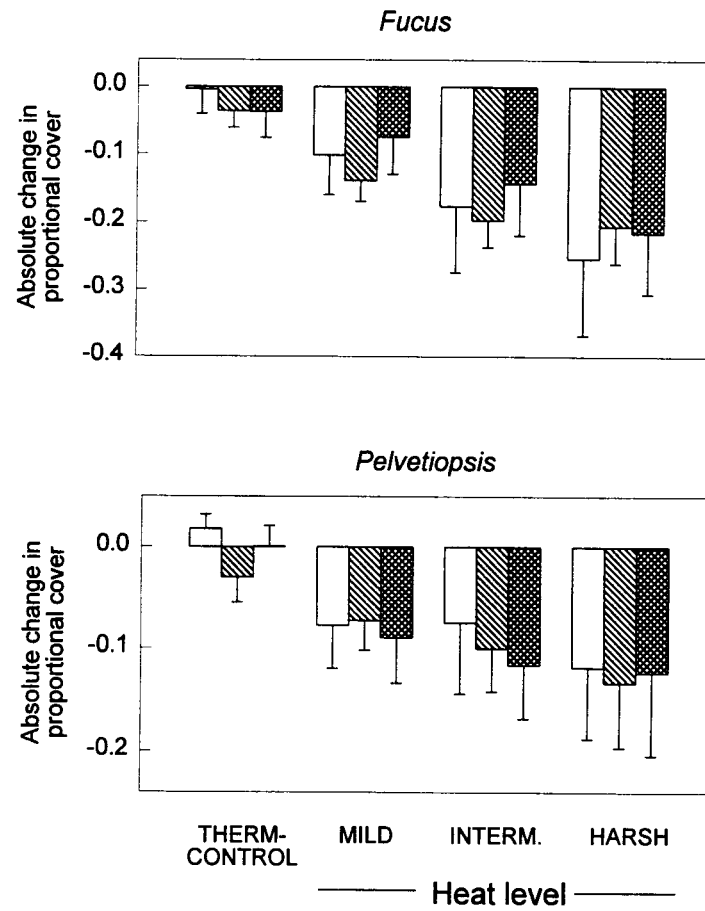 Fucus
Absolute change in
proportional cover
0.0
-0.1
-0.2
-0.3
-0.4
Pelvetiopsis
Absolute change in
proportional cover
0.0
-0.1
-0.2
THERM-
CONTROL
MILD
INTERM.
HARSH
Heat level